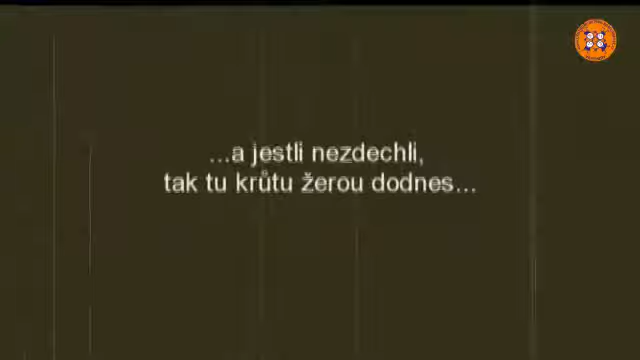 ...a jestli nezdechli,
tak tu krůtu žerou dodnes...